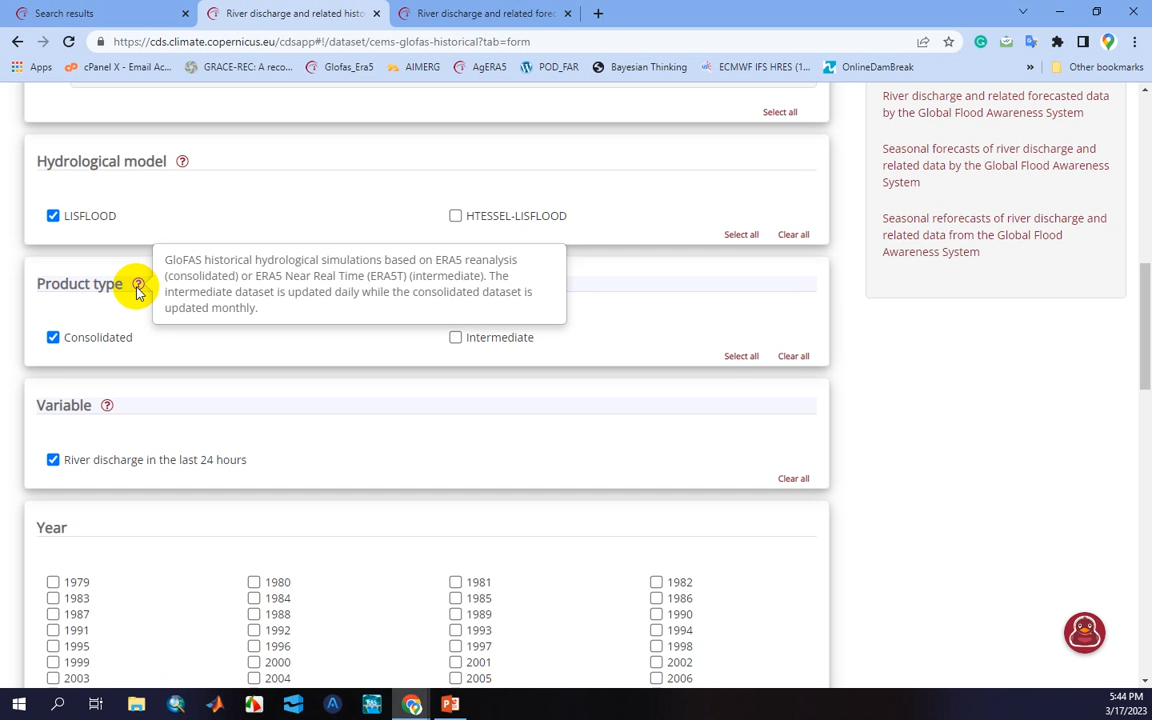 Search results
River discharge and related histo
River discharge and related forec
https://cds.climate.copernicus.eu/cdsapp#!/dataset/cems-glofas-historical?tab=form
Apps
cPanel X - Email Ac...
GRACE-REC: A reco...
Glofas_Era5
AIMERG
AgERA5
POD_FAR
Bayesian Thinking
ECMWF IFS HRES (1...
OnlineDamBreak
»
Other bookmarks
Select all
River discharge and related forecasted data
by the Global Flood Awareness System
Seasonal forecasts of river discharge and
related data by the Global Flood Awareness
System
Seasonal reforecasts of river discharge and
related data from the Global Flood
Awareness System
Hydrological model ?
LISFLOOD
HTESSEL-LISFLOOD
Select all Clear all
GloFAS historical hydrological simulations based on ERA5 reanalysis
(consolidated) or ERA5 Near Real Time (ERA5T) (intermediate). The
intermediate dataset is updated daily while the consolidated dataset is
updated monthly.
Product type ?
Consolidated
Intermediate
Select all Clear all
Variable ?
River discharge in the last 24 hours
Clear all
Year
1979 1980 1981 1982
1983 1984 1985 1986
1987 1988 1989 1990
1991 1992 1993 1994
1995 1996 1997 1998
1999 2000 2001 2002
2003 2004 2005 2006
5:44 PM
3/17/2023